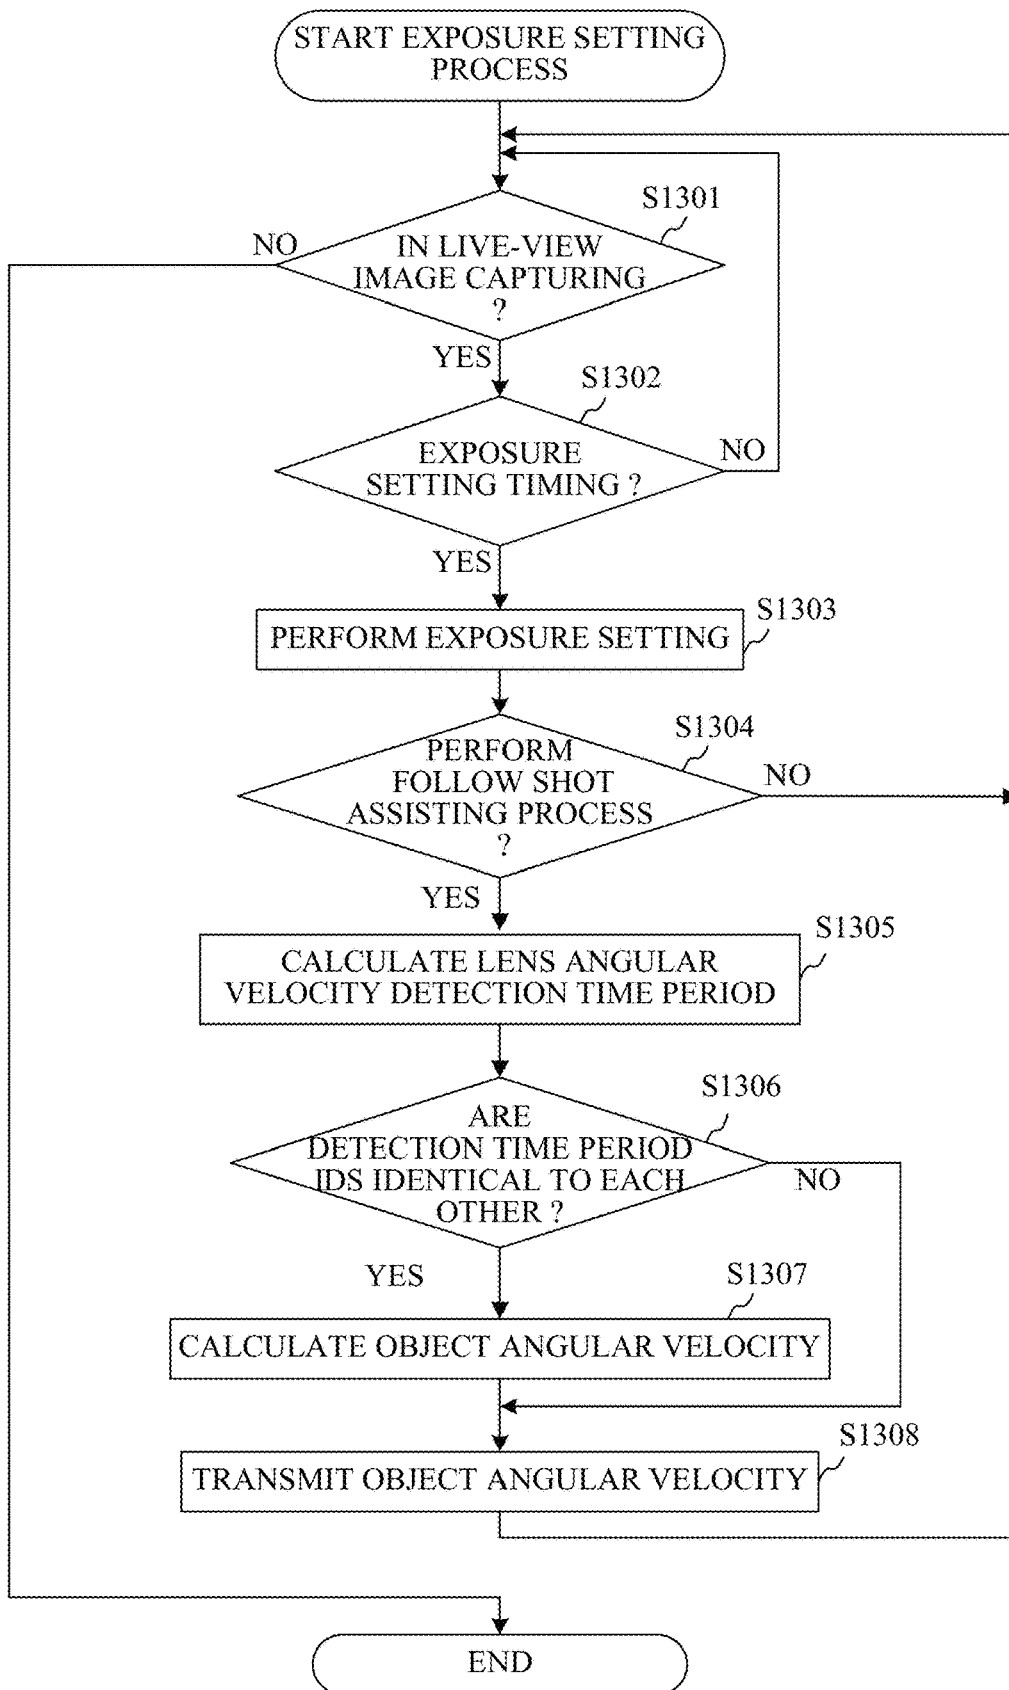 START EXPOSURE SETTING
PROCESS
S1301
NO
IN LIVE-VIEW
IMAGE CAPTURING
?
YES
S1302
EXPOSURE
SETTING TIMING ?
NO
YES
S1303
PERFORM EXPOSURE SETTING
S1304
PERFORM
FOLLOW SHOT
ASSISTING PROCESS
?
NO
YES
S1305
CALCULATE LENS ANGULAR
VELOCITY DETECTION TIME PERIOD
S1306
ARE
DETECTION TIME PERIOD
IDS IDENTICAL TO EACH
OTHER ?
NO
YES
S1307
CALCULATE OBJECT ANGULAR VELOCITY
S1308
TRANSMIT OBJECT ANGULAR VELOCITY
END